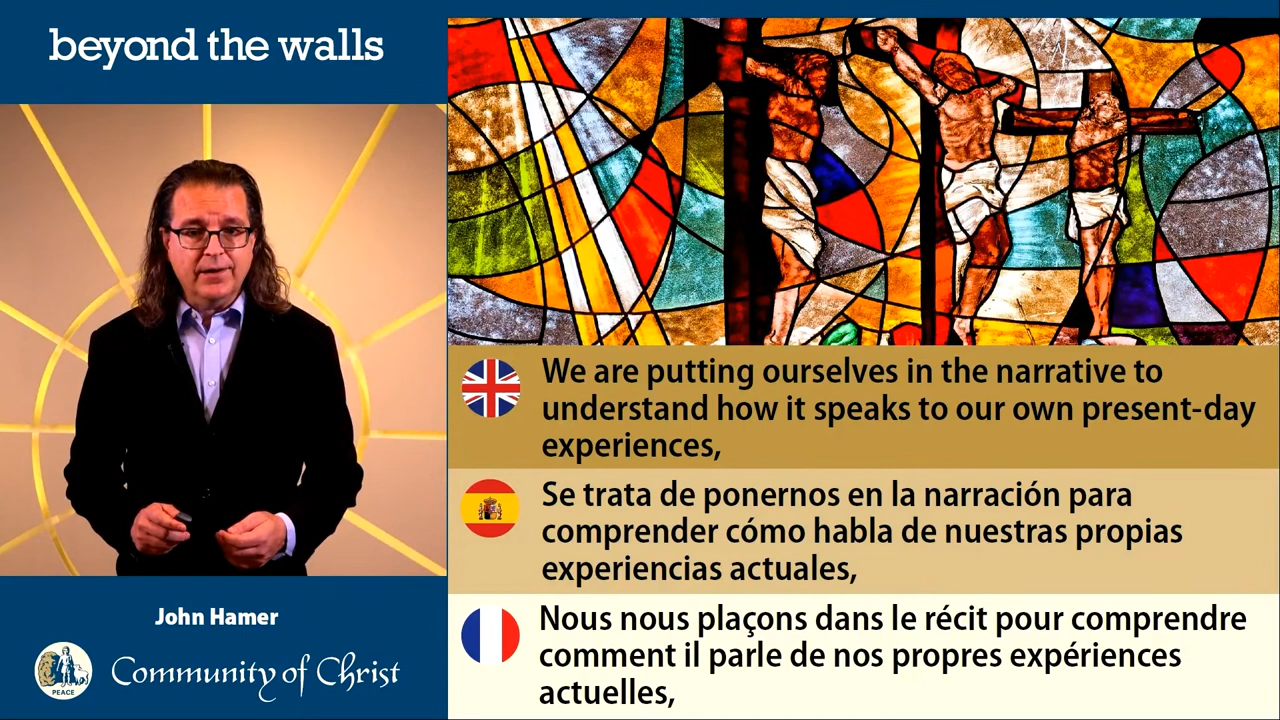 beyond the walls
We are putting ourselves in the narrative to
understand how it speaks to our own present-day
experiences,
Se trata de ponernos en la narración para
comprender cómo habla de nuestras propias
experiencias actuales,
Nous nous plaçons dans le récit pour comprendre
comment il parle de nos propres expériences
actuelles,
John Hamer
PEACE
Community of Christ